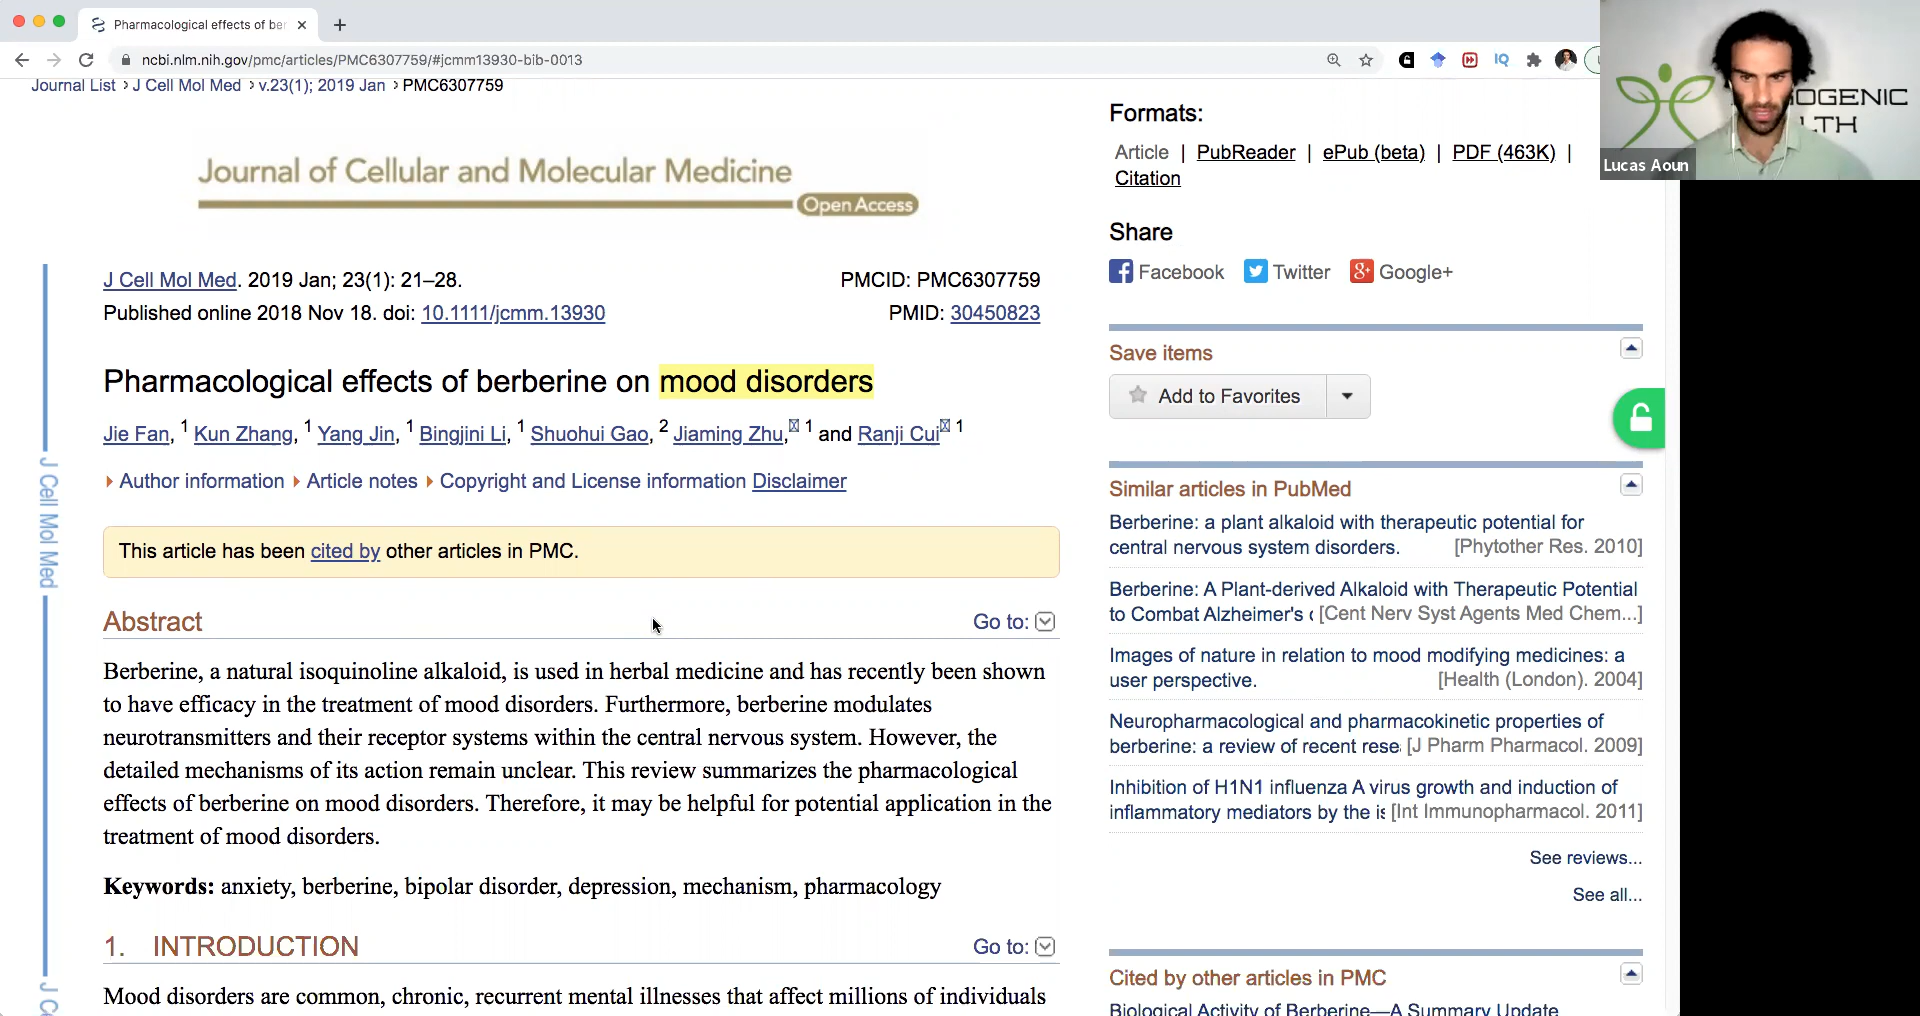 Pharmacological effects of ber
ncbi.nlm.nih.gov/pmc/articles/PMC6307759/#jcmm13930-bib-0013
IQ
Journal List › J Cell Mol Med › v.23(1); 2019 Jan › PMC6307759
Journal of Cellular and Molecular Medicine
Open Access
J Cell Mol Med. 2019 Jan; 23(1): 21–28.
PMCID: PMC6307759
Published online 2018 Nov 18. doi: 10.1111/jcmm.13930
PMID: 30450823
Pharmacological effects of berberine on mood disorders
Jie Fan, 1 Kun Zhang, 1 Yang Jin, 1 Bingjini Li, 1 Shuohui Gao, 2 Jiaming Zhu, 1 and Ranji Cui 1
Author information Article notes Copyright and License information Disclaimer
This article has been cited by other articles in PMC.
Abstract
Go to:
Berberine, a natural isoquinoline alkaloid, is used in herbal medicine and has recently been shown
to have efficacy in the treatment of mood disorders. Furthermore, berberine modulates
neurotransmitters and their receptor systems within the central nervous system. However, the
detailed mechanisms of its action remain unclear. This review summarizes the pharmacological
effects of berberine on mood disorders. Therefore, it may be helpful for potential application in the
treatment of mood disorders.
Keywords: anxiety, berberine, bipolar disorder, depression, mechanism, pharmacology
1. INTRODUCTION
Go to:
Mood disorders are common, chronic, recurrent mental illnesses that affect millions of individuals
J Cell Mol Med
J C
Formats:
Article | PubReader | ePub (beta) | PDF (463K) |
Citation
Share
Facebook Twitter Google+
Save items
Add to Favorites
Similar articles in PubMed
Berberine: a plant alkaloid with therapeutic potential for
central nervous system disorders. [Phytother Res. 2010]
Berberine: A Plant-derived Alkaloid with Therapeutic Potential
to Combat Alzheimer's [Cent Nerv Syst Agents Med Chem...]
Images of nature in relation to mood modifying medicines: a
user perspective. [Health (London). 2004]
Neuropharmacological and pharmacokinetic properties of
berberine: a review of recent rese [J Pharm Pharmacol. 2009]
Inhibition of H1N1 influenza A virus growth and induction of
inflammatory mediators by the is [Int Immunopharmacol. 2011]
See reviews...
See all...
Cited by other articles in PMC
Biological Activity of Berberine—A Summary Update
OGENIC
LTH
Lucas Aoun